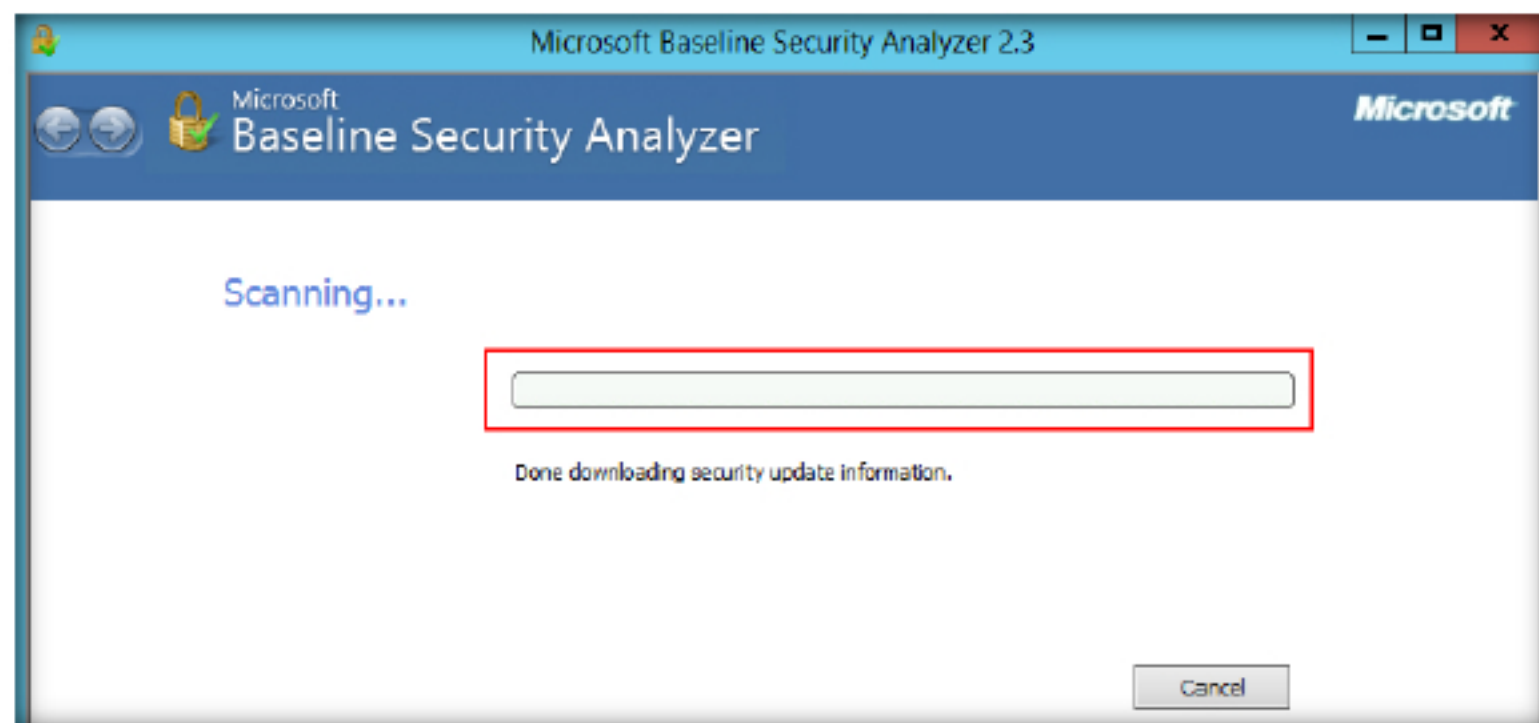 Microsoft Baseline Security Analyzer 2.3
Microsoft
Baseline Security Analyzer
Microsoft
Scanning...
Done downloading security update information.
Cancel